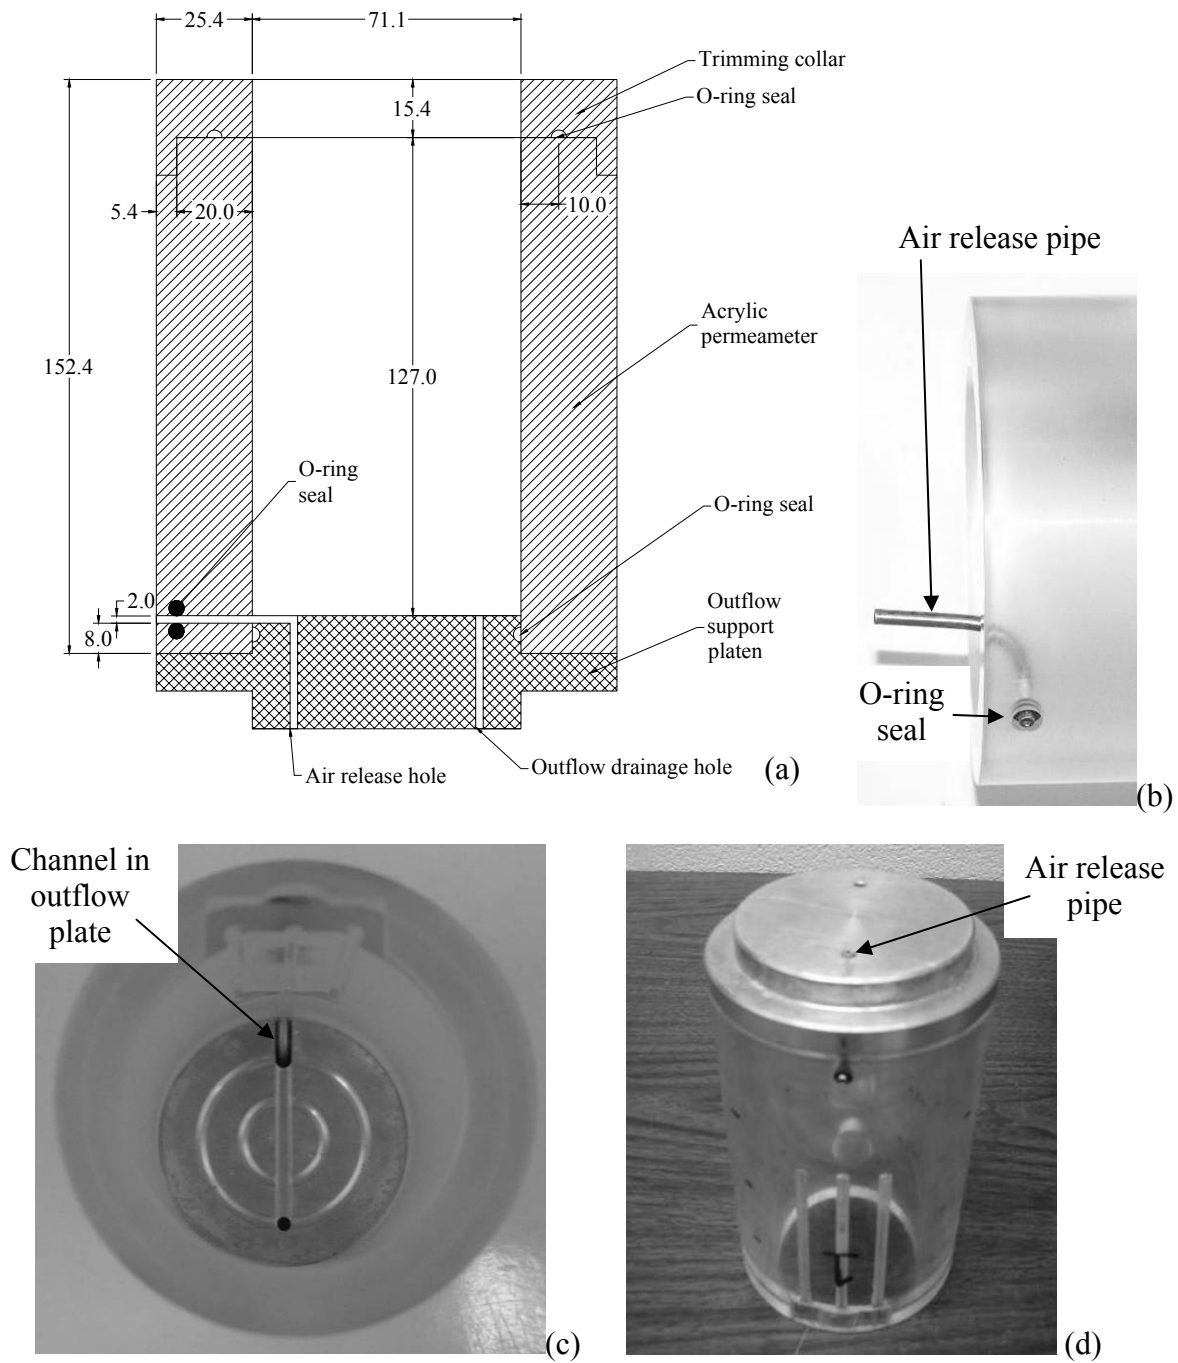 25.4
71.1
Trimming collar
O-ring seal
15.4
5.4
20.0
10.0
Air release pipe
Acrylic
permeameter
152.4
127.0
O-ring
seal
O-ring seal
2.0
8.0
Outflow
support
platen
O-ring
seal
Air release hole
Outflow drainage hole
(a)
(b)
Channel in
outflow
plate
Air release
pipe
(c)
(d)